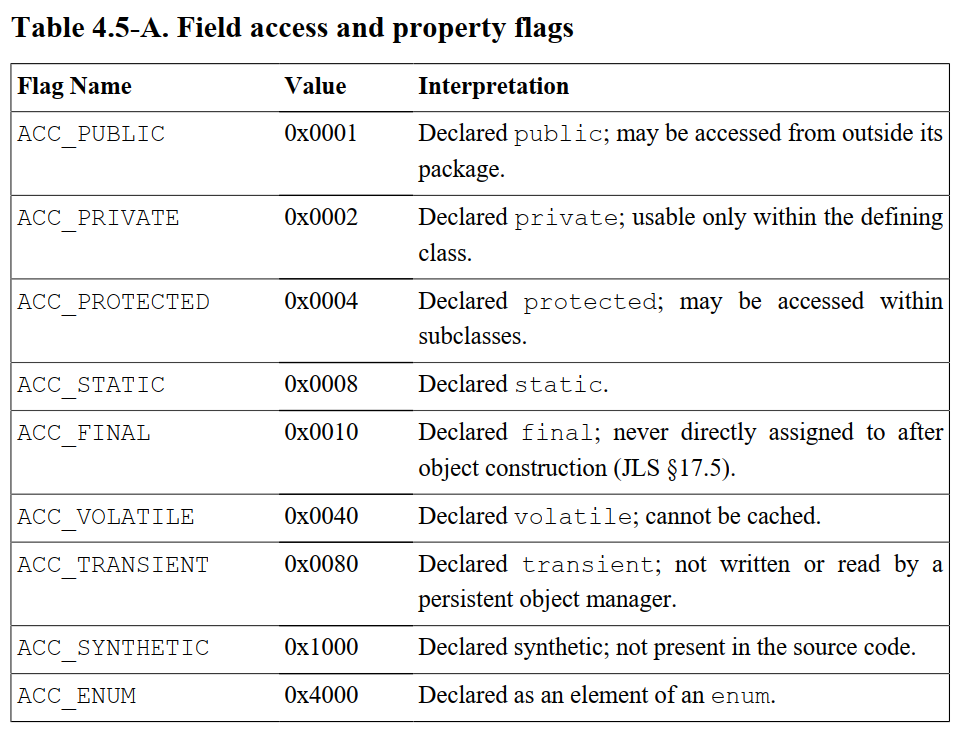 Table 4.5-A. Field access and property flags
Flag Name Value Interpretation
ACC_PUBLIC 0x0001 Declared public; may be accessed from outside its
package.
ACC_PRIVATE 0x0002 Declared private; usable only within the defining
class.
ACC_PROTECTED 0x0004 Declared protected; may be accessed within
subclasses.
ACC_STATIC 0x0008 Declared static.
ACC_FINAL 0x0010 Declared final; never directly assigned to after
object construction (JLS §17.5).
ACC_VOLATILE 0x0040 Declared volatile; cannot be cached.
ACC_TRANSIENT 0x0080 Declared transient; not written or read by a
persistent object manager.
ACC_SYNTHETIC 0x1000 Declared synthetic; not present in the source code.
ACC_ENUM 0x4000 Declared as an element of an enum.